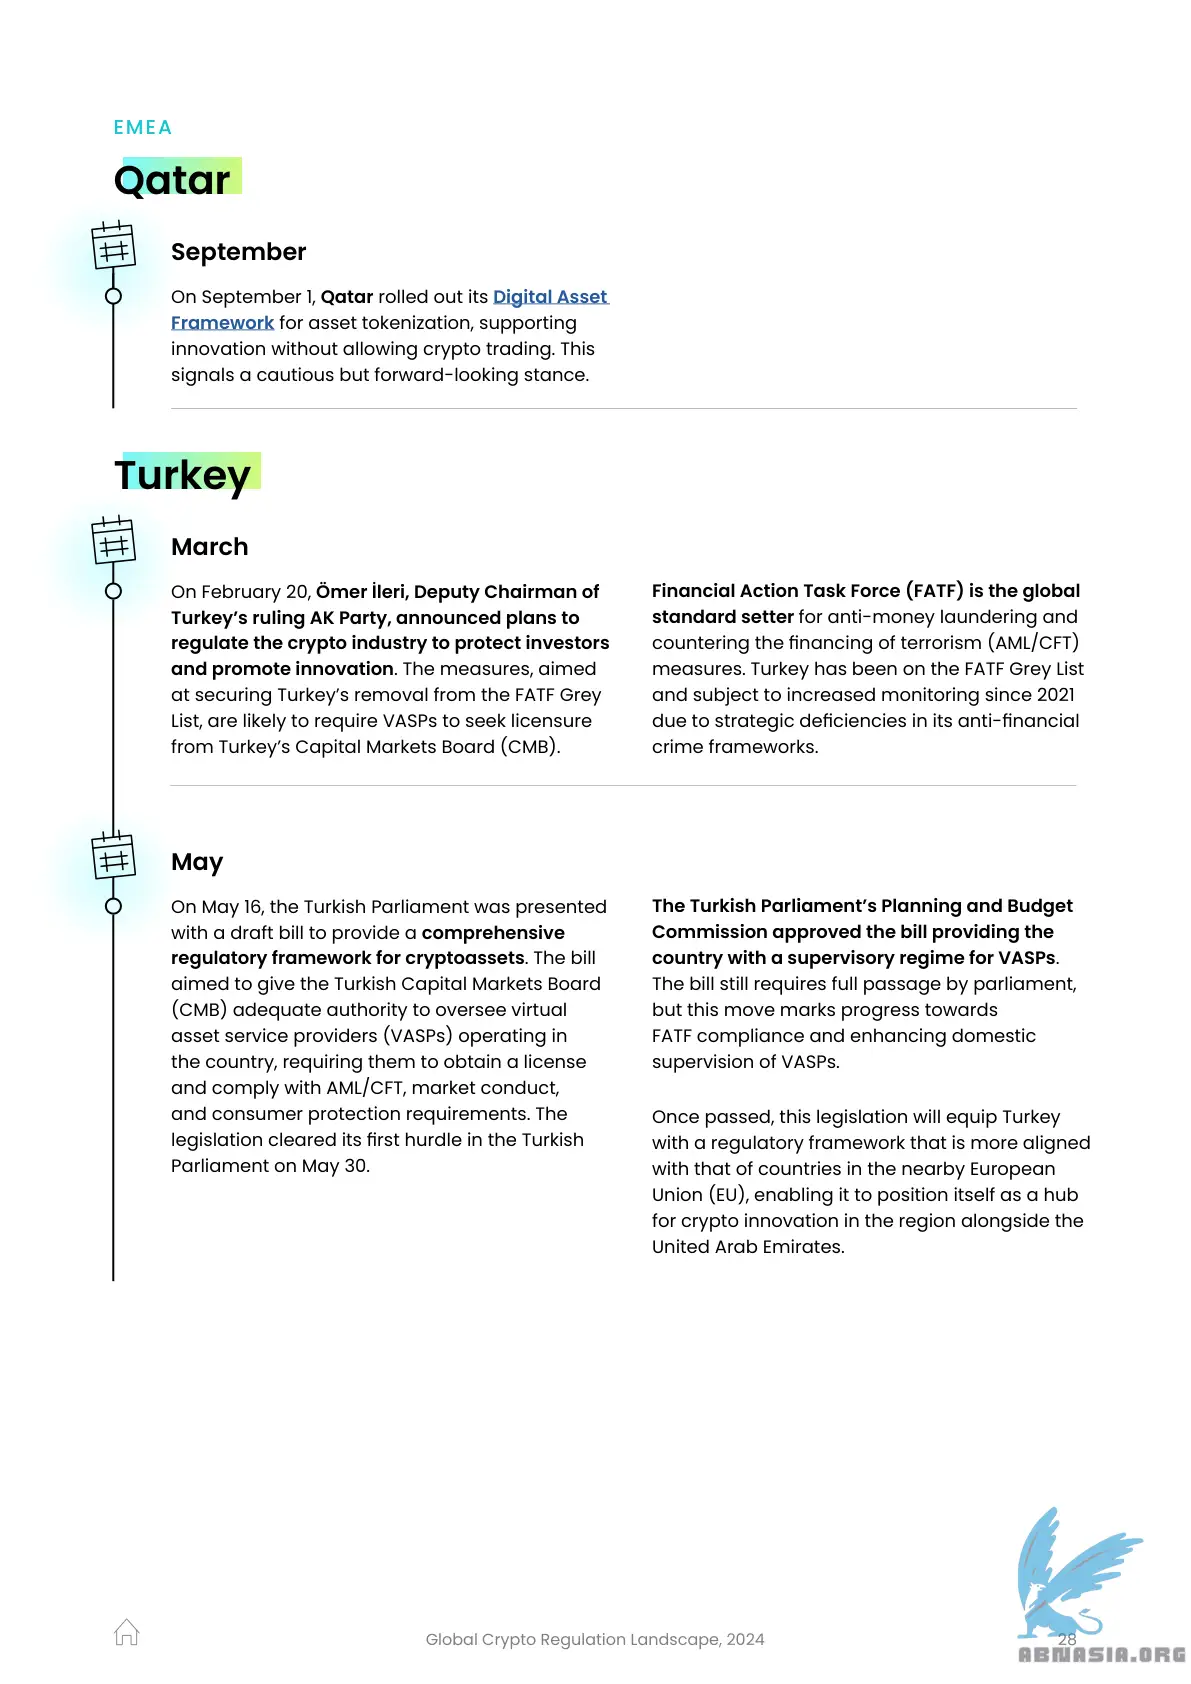 EMEA
Qatar
September
On September 1, Qatar rolled out its Digital Asset
Framework for asset tokenization, supporting
innovation without allowing crypto trading. This
signals a cautious but forward-looking stance.
Turkey
March
On February 20, Ömer İleri, Deputy Chairman of
Turkey’s ruling AK Party, announced plans to
regulate the crypto industry to protect investors
and promote innovation. The measures, aimed
at securing Turkey’s removal from the FATF Grey
List, are likely to require VASPs to seek licensure
from Turkey’s Capital Markets Board (CMB).
Financial Action Task Force (FATF) is the global
standard setter for anti-money laundering and
countering the financing of terrorism (AML/CFT)
measures. Turkey has been on the FATF Grey List
and subject to increased monitoring since 2021
due to strategic deficiencies in its anti-financial
crime frameworks.
May
On May 16, the Turkish Parliament was presented
with a draft bill to provide a comprehensive
regulatory framework for cryptoassets. The bill
aimed to give the Turkish Capital Markets Board
(CMB) adequate authority to oversee virtual
asset service providers (VASPs) operating in
the country, requiring them to obtain a license
and comply with AML/CFT, market conduct,
and consumer protection requirements. The
legislation cleared its first hurdle in the Turkish
Parliament on May 30.
The Turkish Parliament’s Planning and Budget
Commission approved the bill providing the
country with a supervisory regime for VASPs.
The bill still requires full passage by parliament,
but this move marks progress towards
FATF compliance and enhancing domestic
supervision of VASPs.
Once passed, this legislation will equip Turkey
with a regulatory framework that is more aligned
with that of countries in the nearby European
Union (EU), enabling it to position itself as a hub
for crypto innovation in the region alongside the
United Arab Emirates.
Global Crypto Regulation Landscape, 2024
28
ABNASIA.ORG